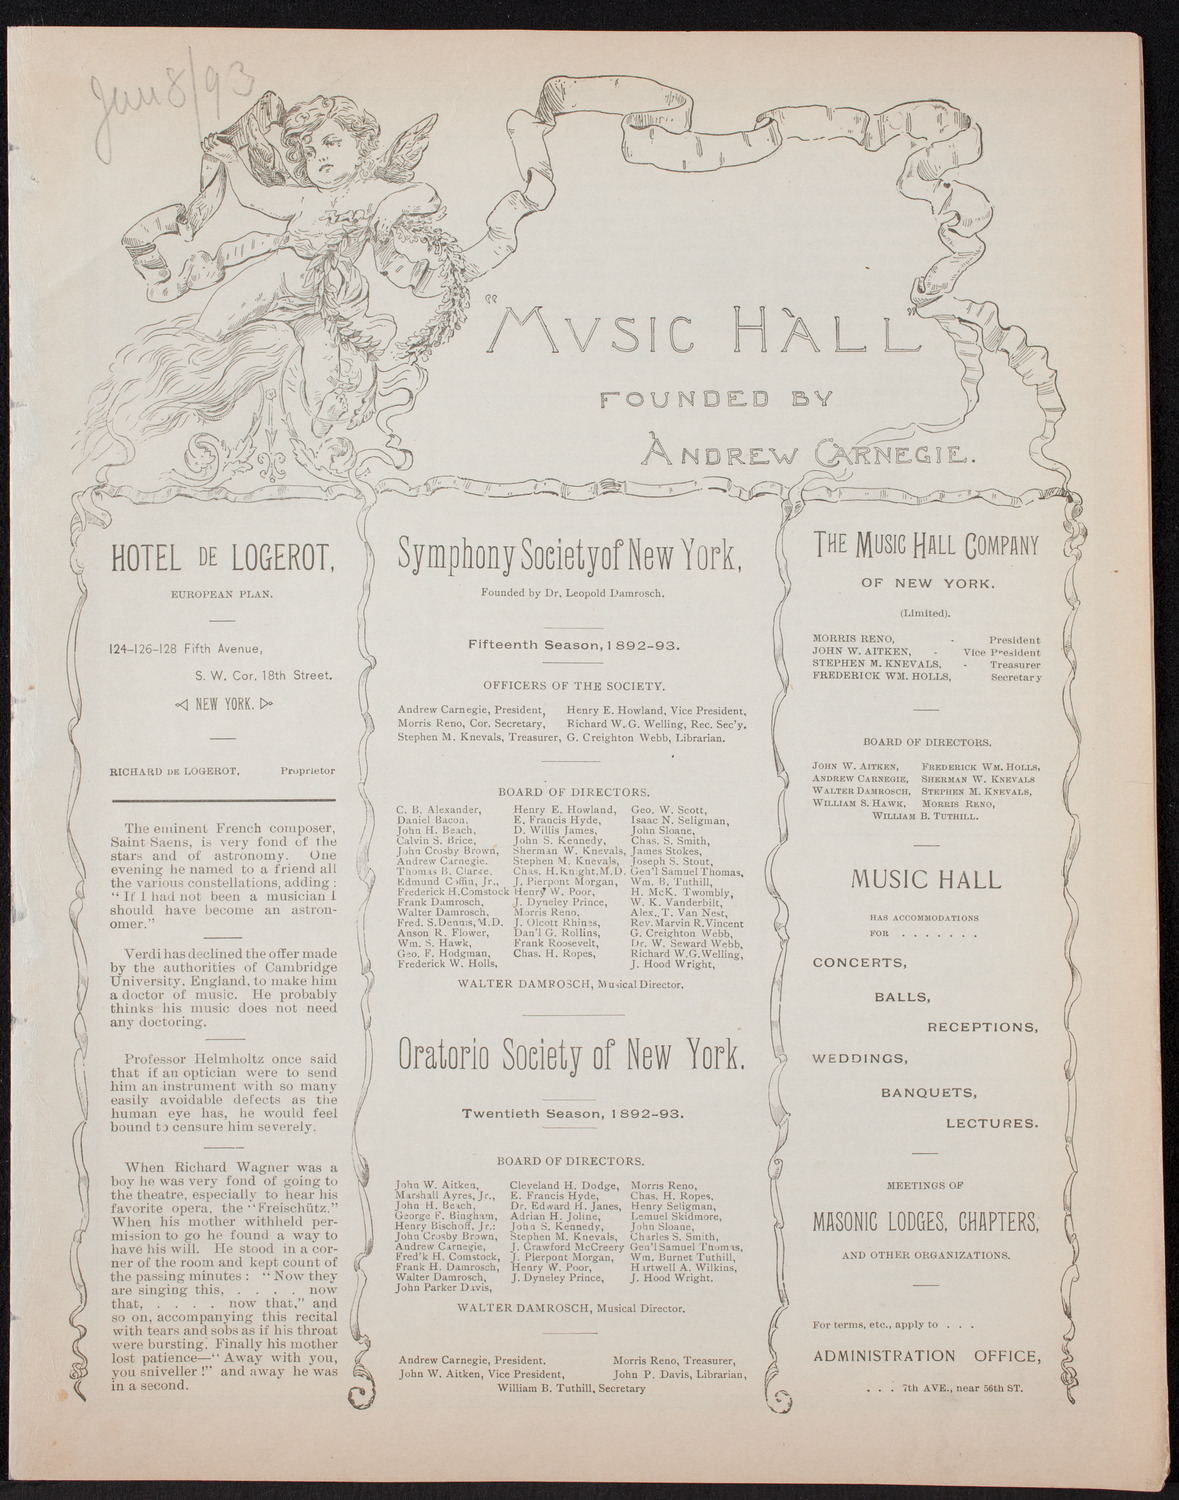 Jan 8/93
"MVSIC HALL"
FOUNDED BY
ANDREW CARNEGIE.
HOTEL DE LOGEROT,
EUROPEAN PLAN.
124-126-128 Fifth Avenue,
S. W. Cor. 18th Street.
NEW YORK.
RICHARD DE LOGEROT, Proprietor
The eminent French composer,
Saint Saens, is very fond of the
stars and of astronomy. One
evening he named to a friend all
the various constellations, adding :
"If I had not been a musician I
should have become an astron-
omer."
Verdi has declined the offer made
by the authorities of Cambridge
University, England, to make him
a doctor of music. He probably
thinks his music does not need
any doctoring.
Professor Helmholtz once said
that if an optician were to send
him an instrument with so many
easily avoidable defects as the
human eye has, he would feel
bound to censure him severely.
When Richard Wagner was a
boy he was very fond of going to
the theatre, especially to hear his
favorite opera, the "Freischütz."
When his mother withheld per-
mission to go he found a way to
have his will. He stood in a cor-
ner of the room and kept count of
the passing minutes : "Now they
are singing this, . . . . now
that, . . . . now that," and
so on, accompanying this recital
with tears and sobs as if his throat
were bursting. Finally his mother
lost patience—"Away with you,
you sniveller !" and away he was
in a second.
Symphony Society of New York,
Founded by Dr. Leopold Damrosch.
Fifteenth Season, 1892-93.
OFFICERS OF THE SOCIETY.
Andrew Carnegie, President, Henry E. Howland, Vice President,
Morris Reno, Cor. Secretary, Richard W. G. Welling, Rec. Sec'y.
Stephen M. Knevals, Treasurer, G. Creighton Webb, Librarian.
BOARD OF DIRECTORS.
C. B. Alexander, Henry E. Howland, Geo. W. Scott,
Daniel Bacon, E. Francis Hyde, Isaac N. Seligman,
John H. Beach, D. Willis James, John Sloane,
Calvin S. Brice, John S. Kennedy, Chas. S. Smith,
John Crosby Brown, Sherman W. Knevals, James Stokes,
Andrew Carnegie. Stephen M. Knevals, Joseph S. Stout,
Thomas B. Clarke. Chas. H. Knight, M.D. Gen'l Samuel Thomas,
Edmund Coffin, Jr., J. Pierpont Morgan, Wm. B. Tuthill,
Frederick H. Comstock Henry W. Poor, H. McK. Twombly,
Frank Damrosch, J. Dyneley Prince, W. K. Vanderbilt,
Walter Damrosch, Morris Reno, Alex. T. Van Nest,
Fred. S. Dennis, M.D. J. Olcott Rhines, Rev. Marvin R. Vincent
Anson R. Flower, Dan'l G. Rollins, G. Creighton Webb,
Wm. S. Hawk, Frank Roosevelt, Dr. W. Seward Webb,
Geo. F. Hodgman, Chas. H. Ropes, Richard W. G. Welling,
Frederick W. Holls, J. Hood Wright,
WALTER DAMROSCH, Musical Director.
Oratorio Society of New York.
Twentieth Season, 1892-93.
BOARD OF DIRECTORS.
John W. Aitken, Cleveland H. Dodge, Morris Reno,
Marshall Ayres, Jr., E. Francis Hyde, Chas. H. Ropes,
John H. Beach, Dr. Edward H. Janes, Henry Seligman,
George F. Bingham, Adrian H. Joline, Lemuel Skidmore,
Henry Bischoff, Jr.: John S. Kennedy, John Sloane,
John Crosby Brown, Stephen M. Knevals, Charles S. Smith,
Andrew Carnegie, J. Crawford McCreery Gen'l Samuel Thomas,
Fred'k H. Comstock, J. Pierpont Morgan, Wm. Burnet Tuthill,
Frank H. Damrosch, Henry W. Poor, Hartwell A. Wilkins,
Walter Damrosch, J. Dyneley Prince, J. Hood Wright.
John Parker Davis,
WALTER DAMROSCH, Musical Director.
Andrew Carnegie, President. Morris Reno, Treasurer,
John W. Aitken, Vice President, John P. Davis, Librarian,
William B. Tuthill, Secretary
THE MUSIC HALL COMPANY
OF NEW YORK.
(Limited).
MORRIS RENO, - President
JOHN W. AITKEN, - Vice President
STEPHEN M. KNEVALS, - Treasurer
FREDERICK WM. HOLLS, Secretary
BOARD OF DIRECTORS.
JOHN W. AITKEN, FREDERICK WM. HOLLS,
ANDREW CARNEGIE, SHERMAN W. KNEVALS
WALTER DAMROSCH, STEPHEN M. KNEVALS,
WILLIAM S. HAWK, MORRIS RENO,
WILLIAM B. TUTHILL.
MUSIC HALL
HAS ACCOMMODATIONS
FOR . . . . . . .
CONCERTS,
BALLS,
RECEPTIONS,
WEDDINGS,
BANQUETS,
LECTURES.
MEETINGS OF
MASONIC LODGES, CHAPTERS,
AND OTHER ORGANIZATIONS.
For terms, etc., apply to . . .
ADMINISTRATION OFFICE,
. . . 7th AVE., near 56th ST.